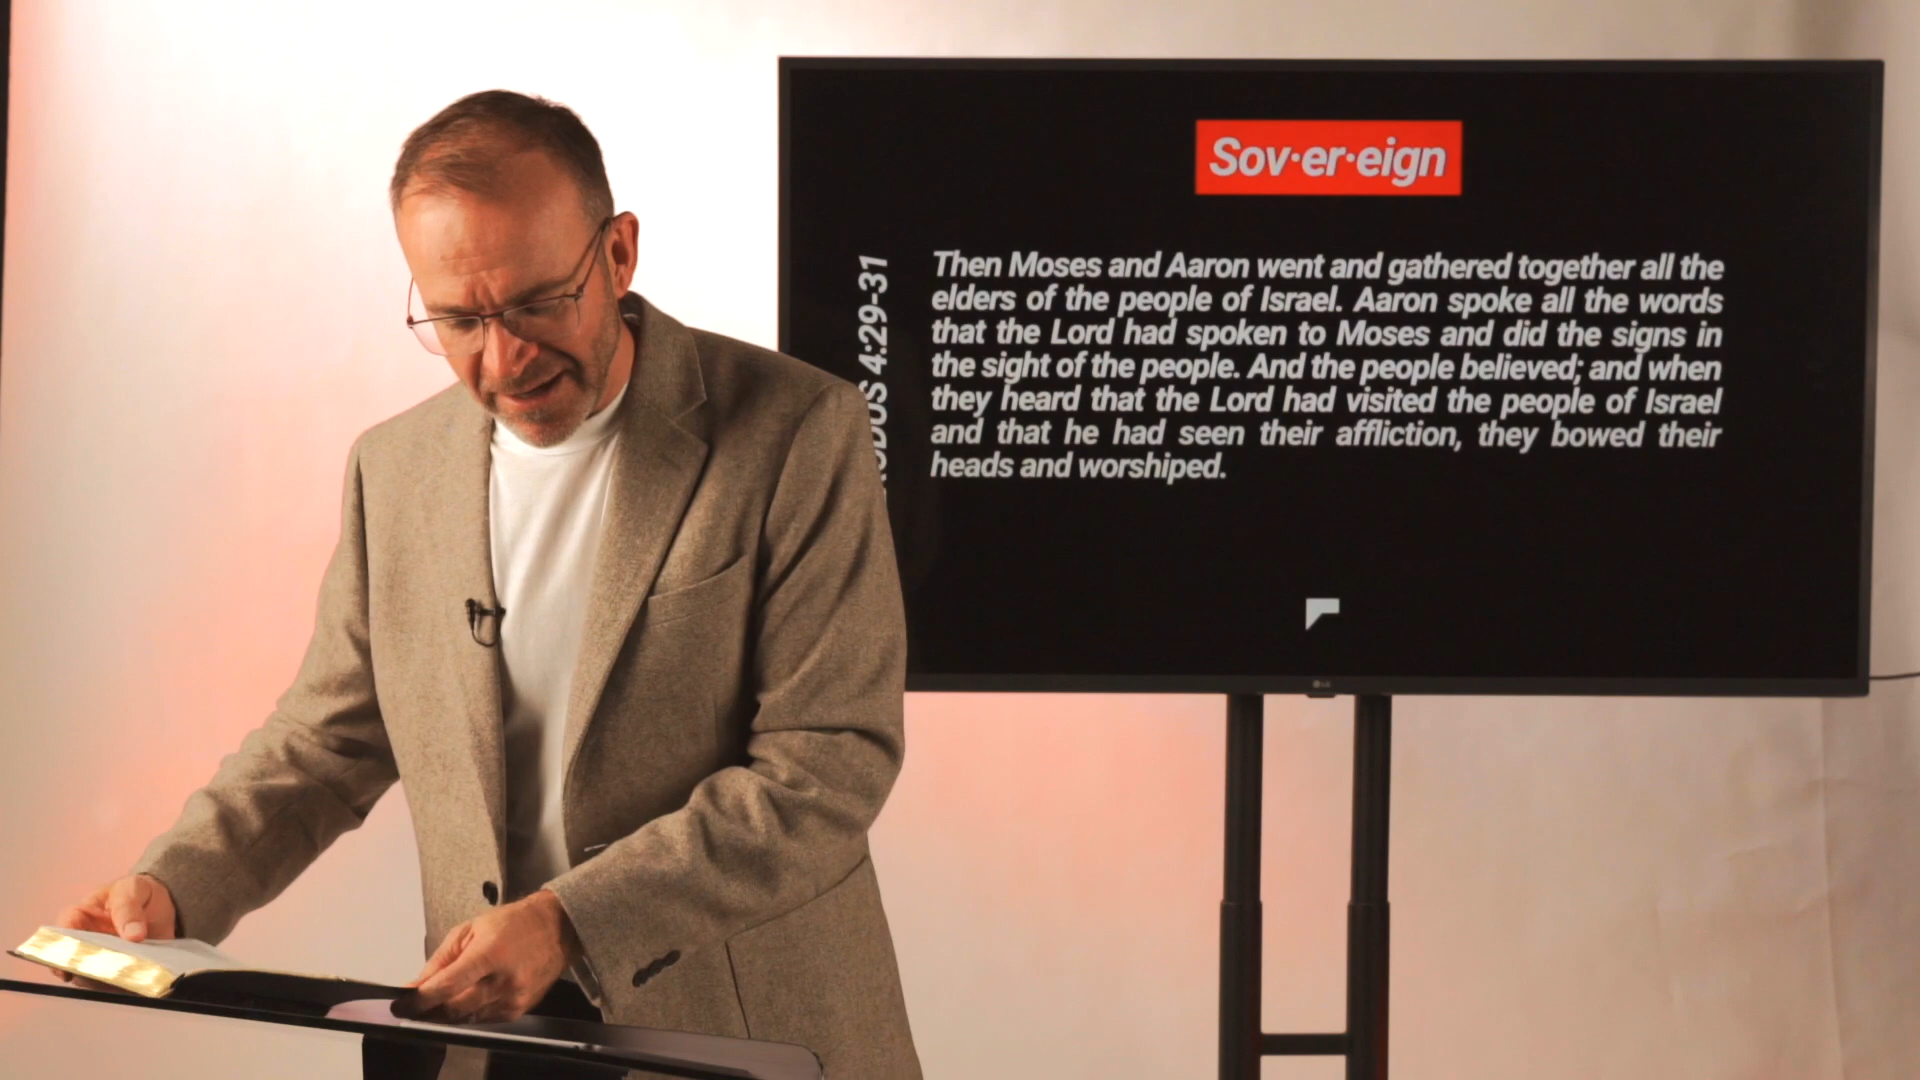 Sov·er·eign
4:29-31
Then Moses and Aaron went and gathered together all the
elders of the people of Israel. Aaron spoke all the words
that the Lord had spoken to Moses and did the signs in
the sight of the people. And the people believed; and when
they heard that the Lord had visited the people of Israel
and that he had seen their affliction, they bowed their
heads and worshiped.
LG